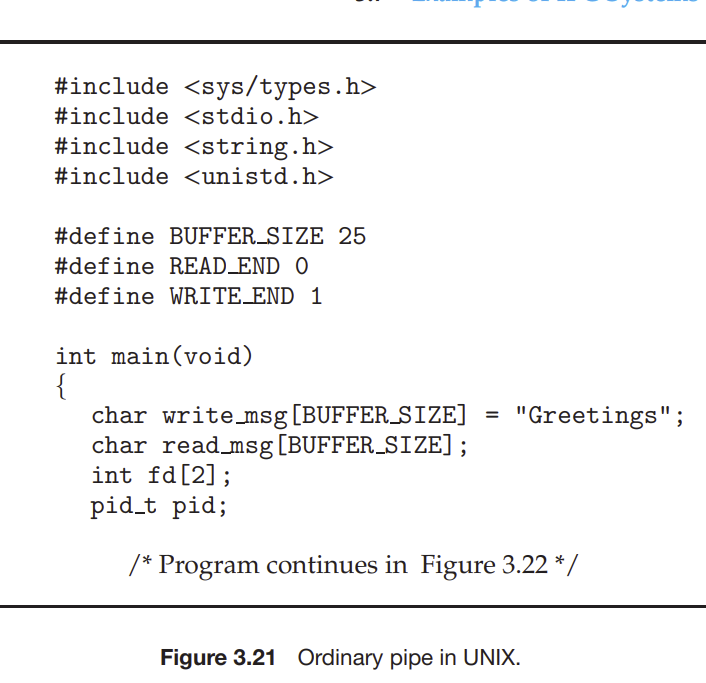 #include <sys/types.h>
#include <stdio.h>
#include <string.h>
#include <unistd.h>
#define BUFFER_SIZE 25
#define READ_END 0
#define WRITE_END 1
int main(void)
{
char write_msg[BUFFER_SIZE] = "Greetings";
char read_msg[BUFFER_SIZE];
int fd[2];
pid_t pid;
/* Program continues in Figure 3.22 */
Figure 3.21 Ordinary pipe in UNIX.